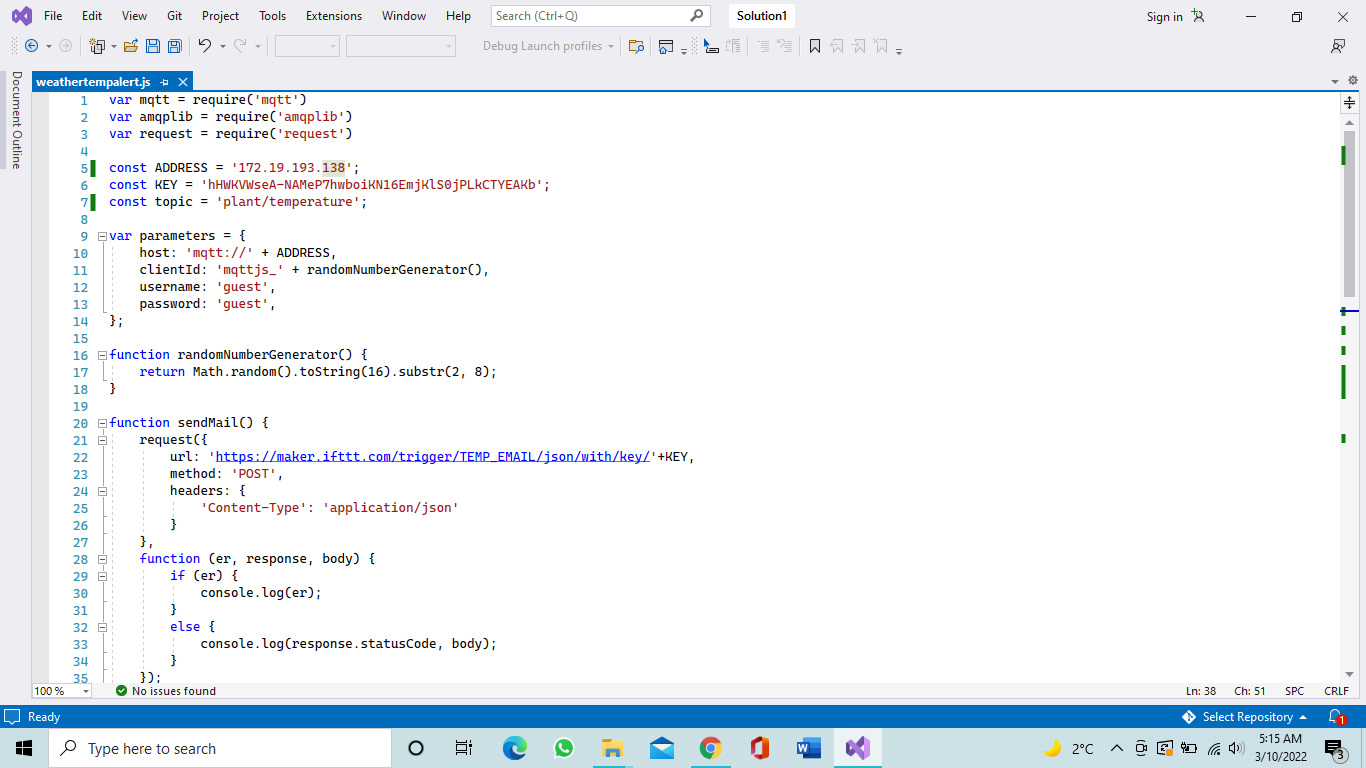 File Edit View Git Project Tools Extensions Window Help Search (Ctrl+Q) Solution1 Sign in
Debug Launch profiles
Document Outline
weathertempalert.js
1 var mqtt = require('mqtt')
2 var amqplib = require('amqplib')
3 var request = require('request')
4
5 const ADDRESS = '172.19.193.138';
6 const KEY = 'hHWKVWseA-NAMeP7hwboiKN16EmjKlS0jPLkCTYEAKb';
7 const topic = 'plant/temperature';
8
9 var parameters = {
10 host: 'mqtt://' + ADDRESS,
11 clientId: 'mqttjs_' + randomNumberGenerator(),
12 username: 'guest',
13 password: 'guest',
14 };
15
16 function randomNumberGenerator() {
17 return Math.random().toString(16).substr(2, 8);
18 }
19
20 function sendMail() {
21 request({
22 url: 'https://maker.ifttt.com/trigger/TEMP_EMAIL/json/with/key/'+KEY,
23 method: 'POST',
24 headers: {
25 'Content-Type': 'application/json'
26 }
27 },
28 function (er, response, body) {
29 if (er) {
30 console.log(er);
31 }
32 else {
33 console.log(response.statusCode, body);
34 }
35 });
100 % No issues found Ln: 38 Ch: 51 SPC CRLF
Ready Select Repository 1
Type here to search 2°C 5:15 AM
3/10/2022 3